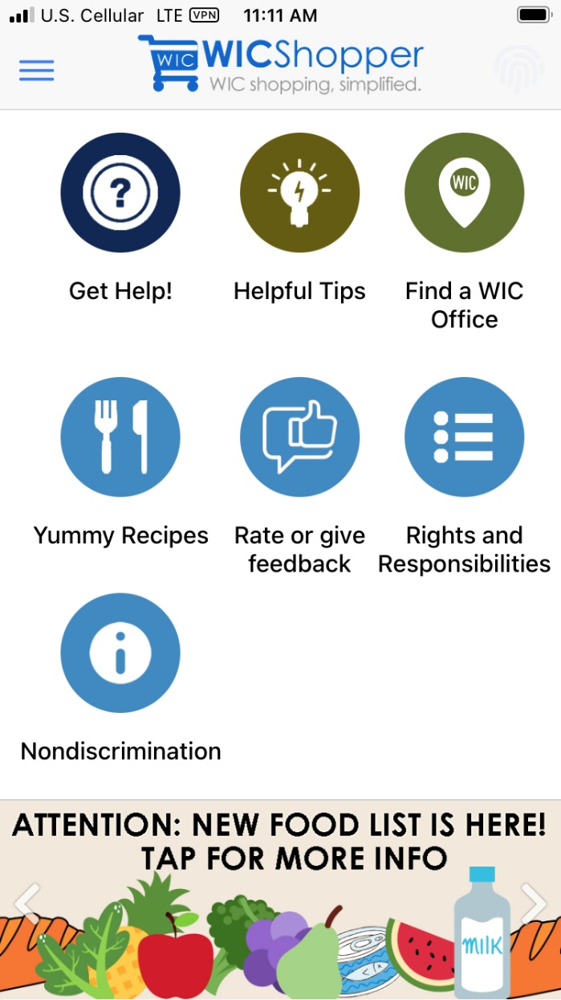 U.S. Cellular LTE VPN 11:11 AM
WIC WICShopper
WIC shopping, simplified.
?
WIC
Get Help!
Helpful Tips
Find a WIC
Office
Yummy Recipes
Rate or give
feedback
Rights and
Responsibilities
i
Nondiscrimination
ATTENTION: NEW FOOD LIST IS HERE!
TAP FOR MORE INFO
milk